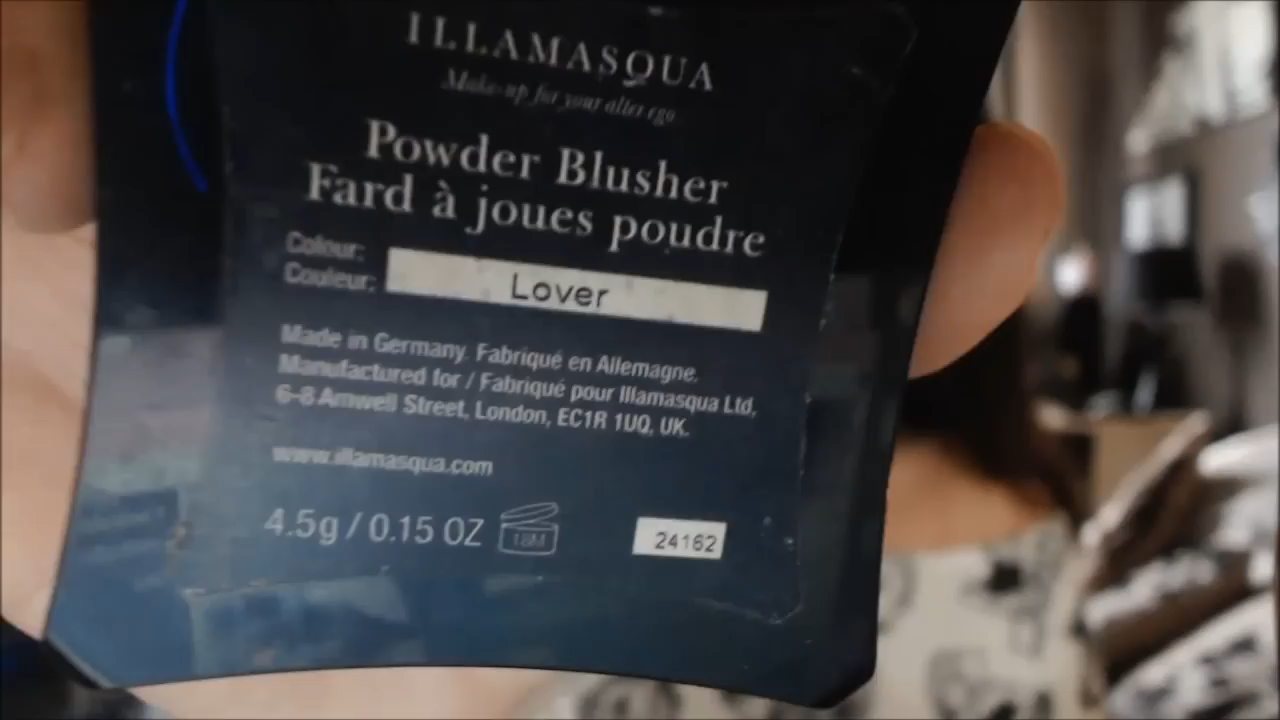 ILLAMASQUA
Make-up for your alter ego
Powder Blusher
Fard à joues poudre
Colour:
Couleur:
Lover
Made in Germany. Fabriqué en Allemagne.
Manufactured for / Fabriqué pour Illamasqua Ltd,
6-8 Amwell Street, London, EC1R 1UQ, UK.
www.illamasqua.com
4.5g / 0.15 OZ
18M
24162